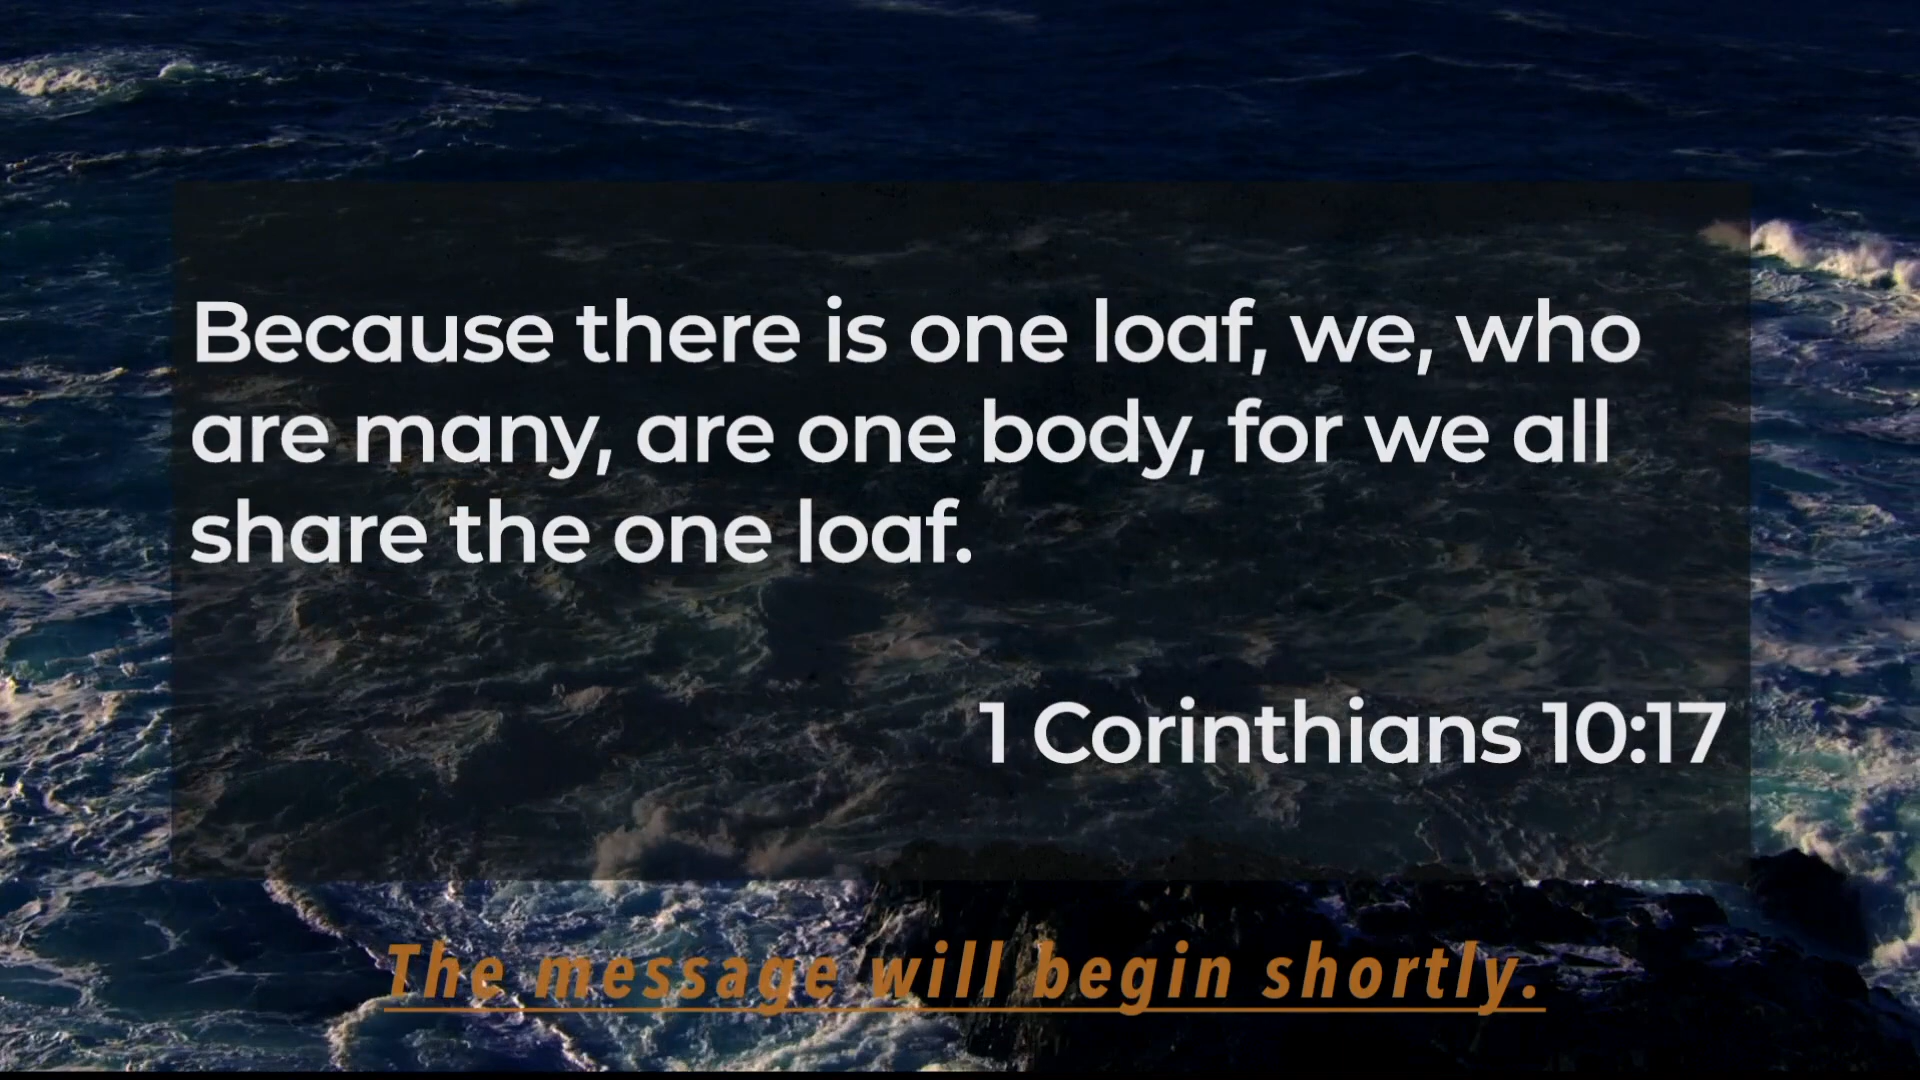 Because there is one loaf, we, who
are many, are one body, for we all
share the one loaf.
1 Corinthians 10:17
The message will begin shortly.